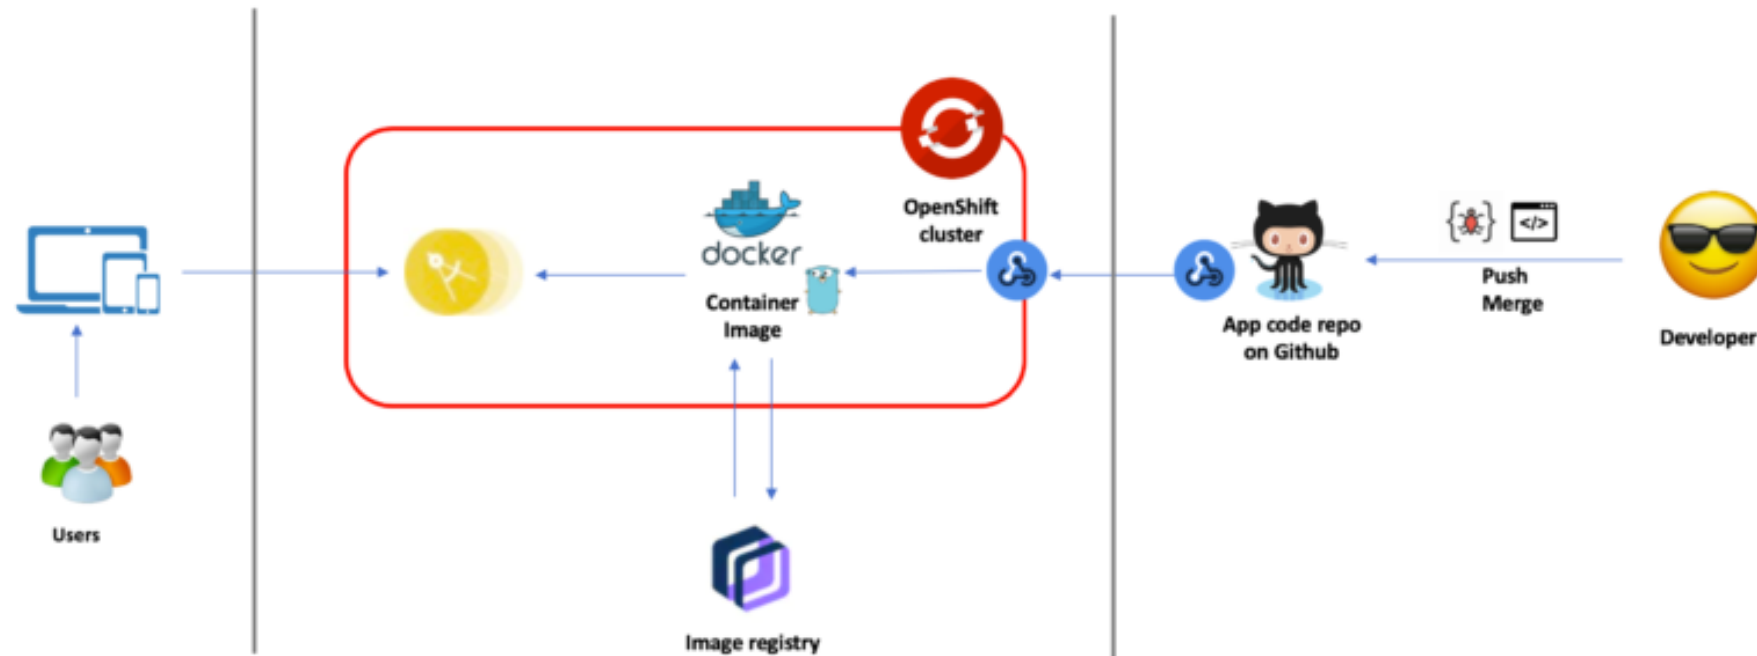 OpenShift
cluster
docker
Container
Image
Image registry
Users
App code repo
on Github
</>
Push
Merge
Developer